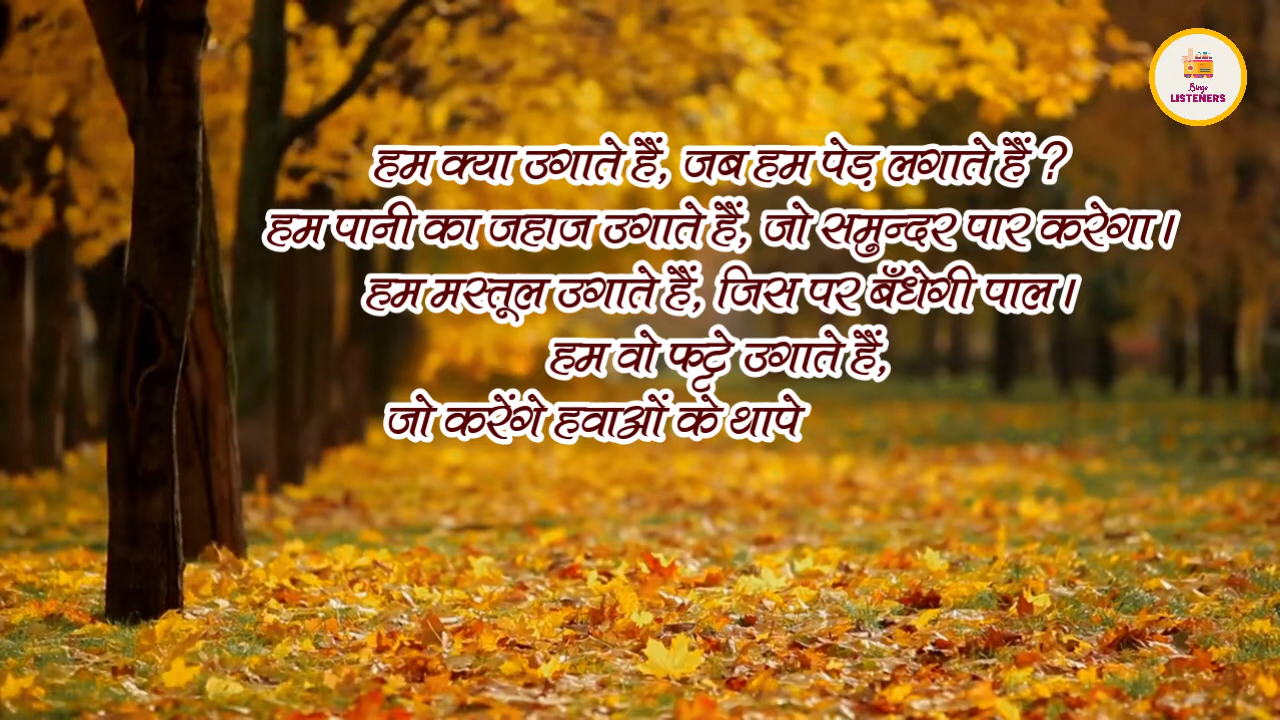 Binge
LISTENERS
हम क्या उगाते हैं, जब हम पेड़ लगाते हैं ?
हम पानी का जहाज उगाते हैं, जो समुन्दर पार करेगा।
हम मस्तूल उगाते हैं, जिस पर बँधेगी पाल।
हम वो फट्टे उगाते हैं,
जो करेंगे हवाओं के थापे